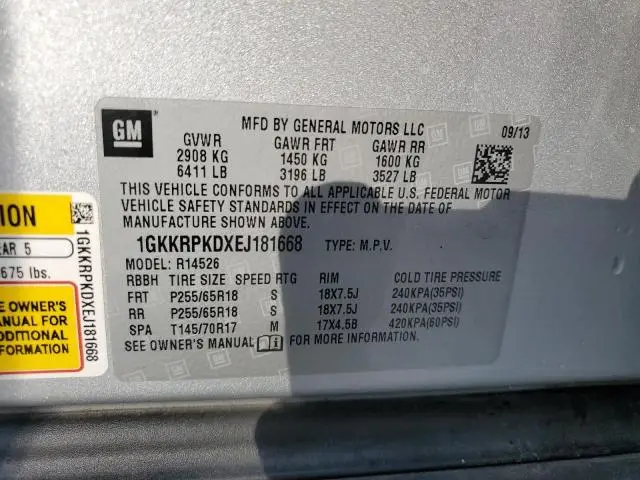 GM
MFD BY GENERAL MOTORS LLC 09/13
GVWR GAWR FRT GAWR RR
2908 KG 1450 KG 1600 KG
6411 LB 3196 LB 3527 LB
THIS VEHICLE CONFORMS TO ALL APPLICABLE U.S. FEDERAL MOTOR
VEHICLE SAFETY STANDARDS IN EFFECT ON THE DATE OF
MANUFACTURE SHOWN ABOVE.
1GKKRPKDXEJ181668 TYPE: M.P.V.
MODEL: R14526
RBBH TIRE SIZE SPEED RTG RIM COLD TIRE PRESSURE
FRT P255/65R18 S 18X7.5J 240KPA(35PSI)
RR P255/65R18 S 18X7.5J 240KPA(35PSI)
SPA T145/70R17 M 17X4.5B 420KPA(60PSI)
SEE OWNER'S MANUAL FOR MORE INFORMATION.
ION
EAR 5
675 lbs.
E OWNER'S
ANUAL FOR
DDITIONAL
FORMATION
1GKKRPKDXEJ181668